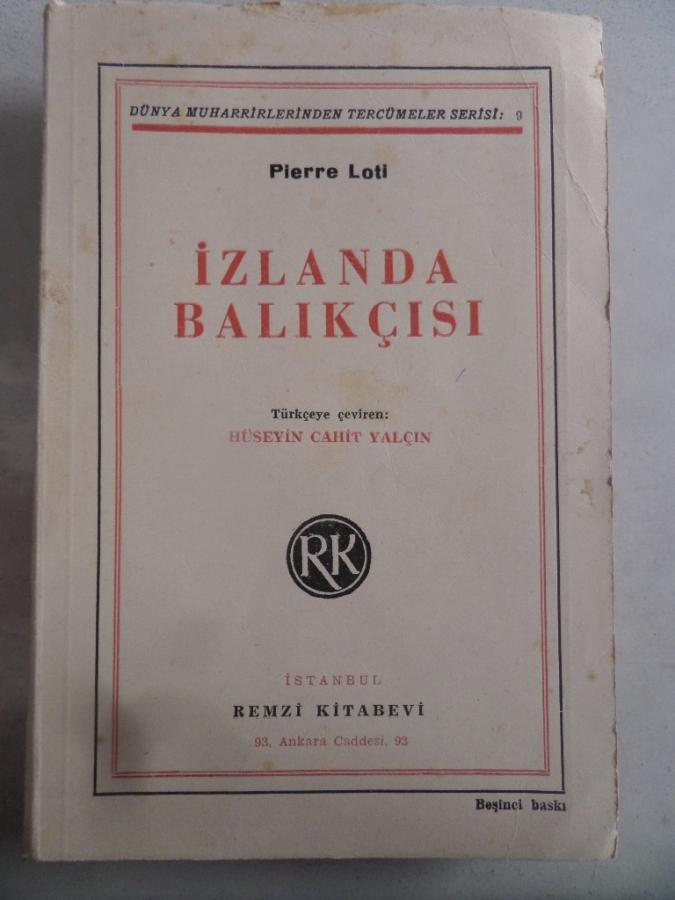 DÜNYA MUHARRİRLERİNDEN TERCÜMELER SERİSİ: 9
Pierre Loti
İZLANDA
BALIKÇISI
Türkçeye çeviren:
HÜSEYİN CAHİT YALÇIN
RK
İSTANBUL
REMZİ KİTABEVİ
93, Ankara Caddesi, 93
Beşinci baskı